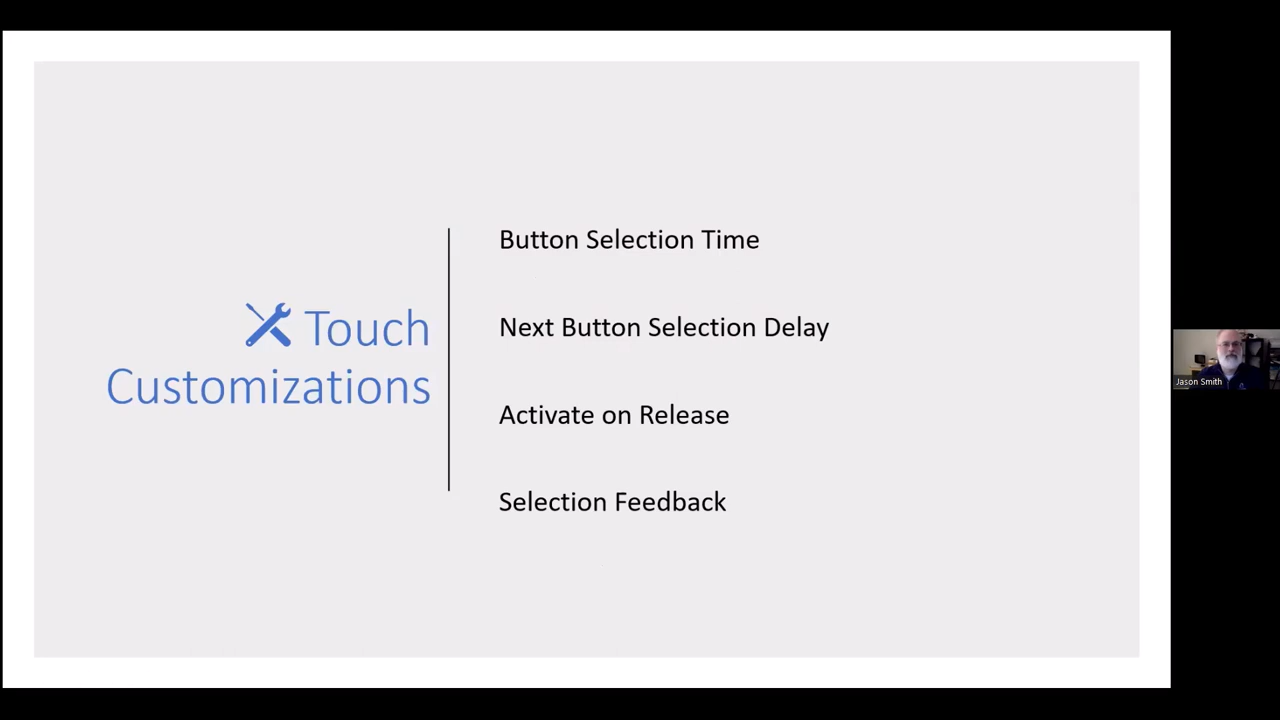 Touch
Customizations
Button Selection Time
Next Button Selection Delay
Activate on Release
Selection Feedback
Jason Smith